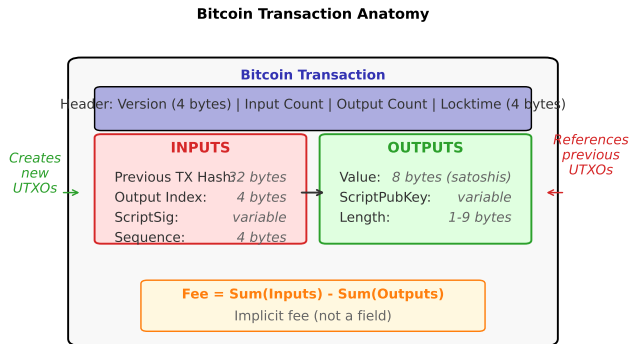 Bitcoin Transaction Anatomy
Bitcoin Transaction
Header: Version (4 bytes) | Input Count | Output Count | Locktime (4 bytes)
Creates
new
UTXOs
INPUTS
Previous TX Hash: 32 bytes
Output Index: 4 bytes
ScriptSig: variable
Sequence: 4 bytes
OUTPUTS
Value: 8 bytes (satoshis)
ScriptPubKey: variable
Length: 1-9 bytes
References
previous
UTXOs
Fee = Sum(Inputs) - Sum(Outputs)
Implicit fee (not a field)